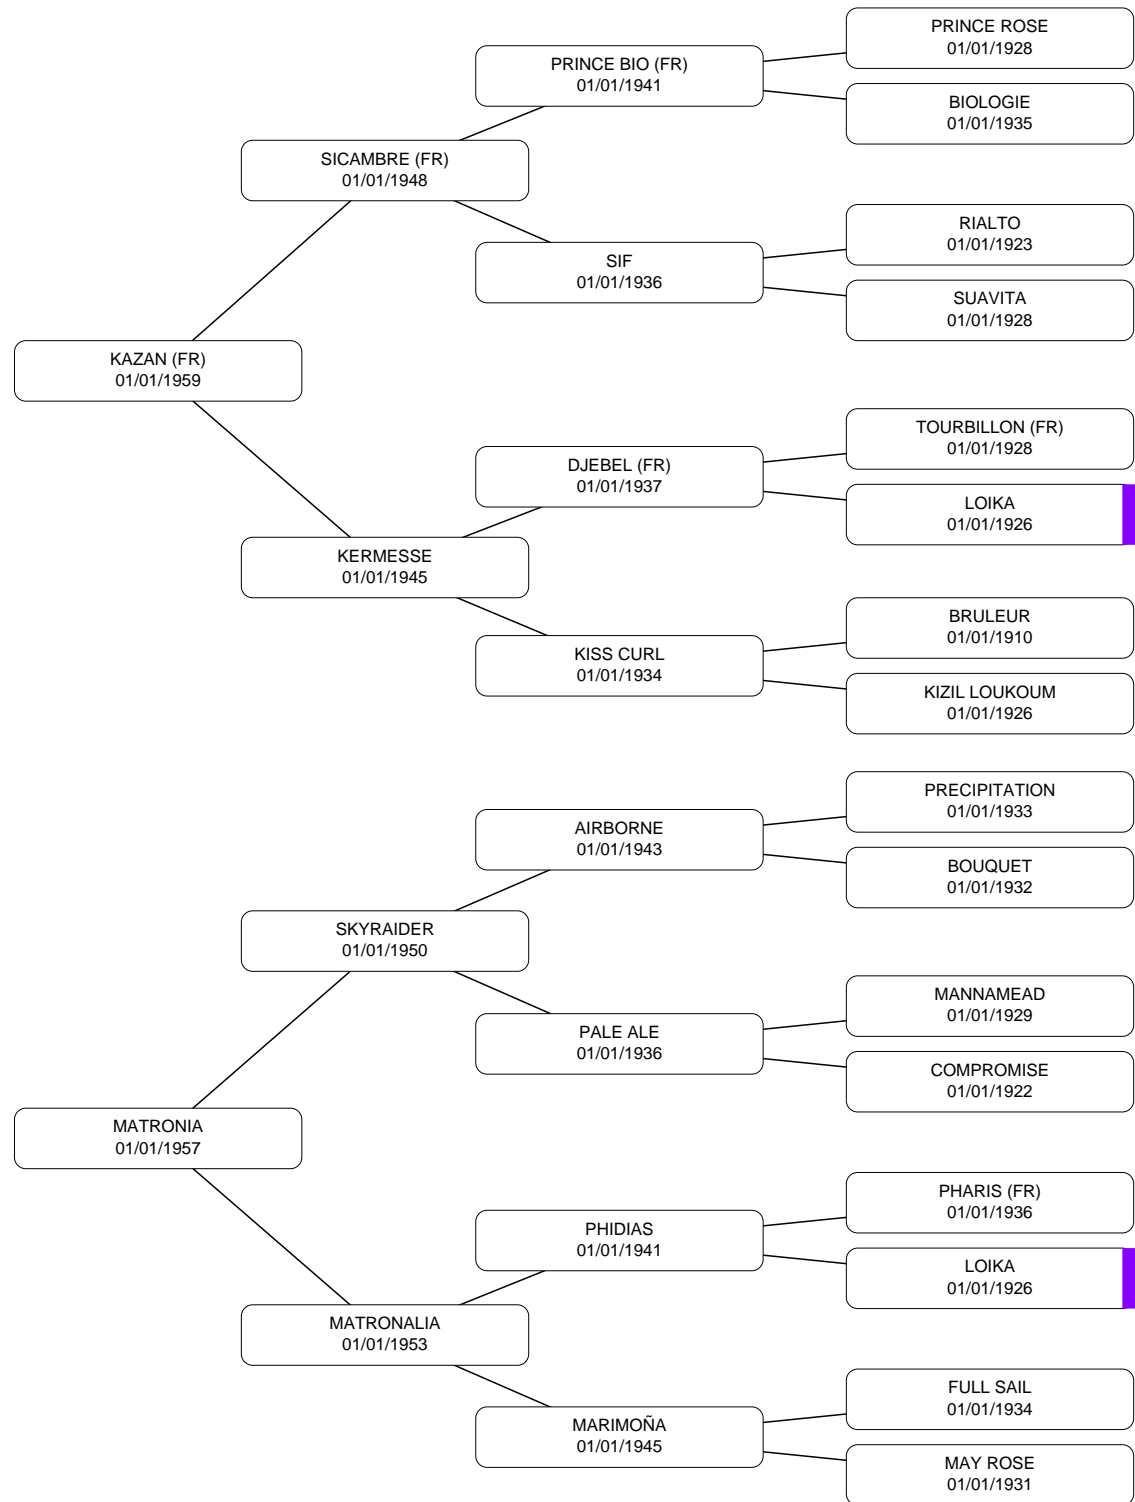 PRINCE ROSE
01/01/1928
PRINCE BIO (FR)
01/01/1941
BIOLOGIE
01/01/1935
SICAMBRE (FR)
01/01/1948
RIALTO
01/01/1923
SIF
01/01/1936
SUAVITA
01/01/1928
KAZAN (FR)
01/01/1959
TOURBILLON (FR)
01/01/1928
DJEBEL (FR)
01/01/1937
LOIKA
01/01/1926
KERMESSE
01/01/1945
BRULEUR
01/01/1910
KISS CURL
01/01/1934
KIZIL LOUKOUM
01/01/1926
PRECIPITATION
01/01/1933
AIRBORNE
01/01/1943
BOUQUET
01/01/1932
SKYRAIDER
01/01/1950
MANNAMEAD
01/01/1929
PALE ALE
01/01/1936
COMPROMISE
01/01/1922
MATRONIA
01/01/1957
PHARIS (FR)
01/01/1936
PHIDIAS
01/01/1941
LOIKA
01/01/1926
MATRONALIA
01/01/1953
FULL SAIL
01/01/1934
MARIMOÑA
01/01/1945
MAY ROSE
01/01/1931